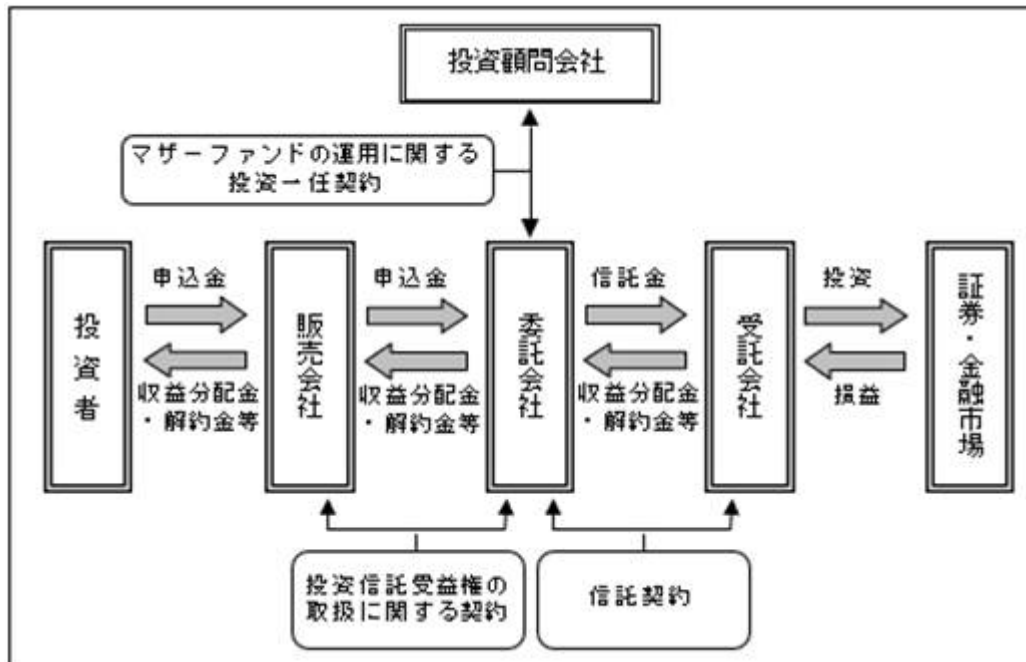 投資顧問会社
マザーファンドの運用に関する
投資一任契約
投資者
申込金
収益分配金
・解約金等
販売会社
申込金
収益分配金
・解約金等
委託会社
信託金
収益分配金
・解約金等
受託会社
投資
損益
証券・金融市場
投資信託受益権の
取扱に関する契約
信託契約